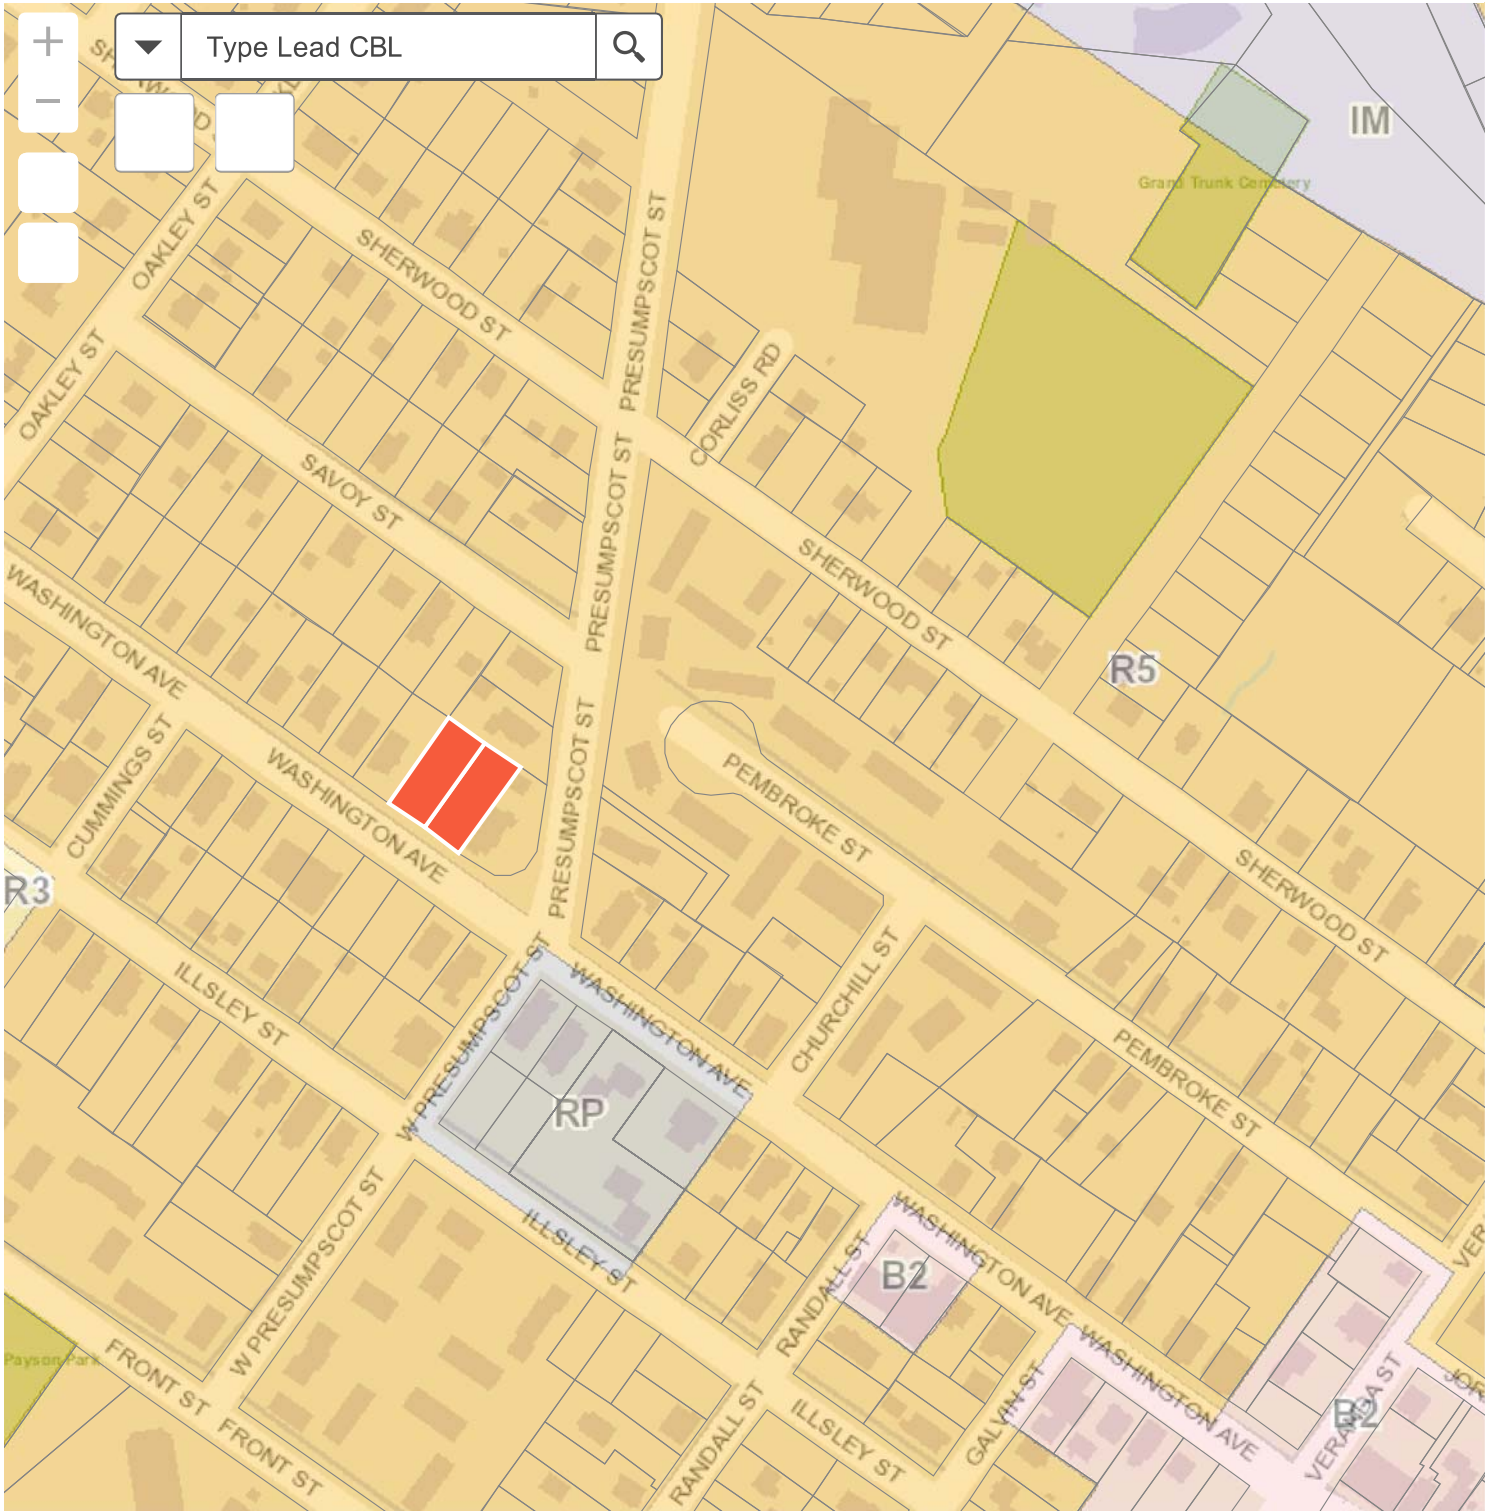 +
Type Lead CBL
−
IM
Grand Trunk Cemetery
OAKLEY ST
SHERWOOD ST
PRESUMPSCOT ST
OAKLEY ST
CORLISS RD
SAVOY ST
PRESUMPSCOT ST
SHERWOOD ST
WASHINGTON AVE
R5
CUMMINGS ST
WASHINGTON AVE
PRESUMPSCOT ST
PEMBROKE ST
R3
SHERWOOD ST
ILLSLEY ST
W PRESUMPSCOT ST
WASHINGTON AVE
CHURCHILL ST
RP
PEMBROKE ST
W PRESUMPSCOT ST
ILLSLEY ST
RANDALL ST
B2
WASHINGTON AVE
VER
Payson Park
FRONT ST
FRONT ST
WASHINGTON AVE
GALVIN ST
RANDALL ST
ILLSLEY ST
B2
VERANDA ST
JOR